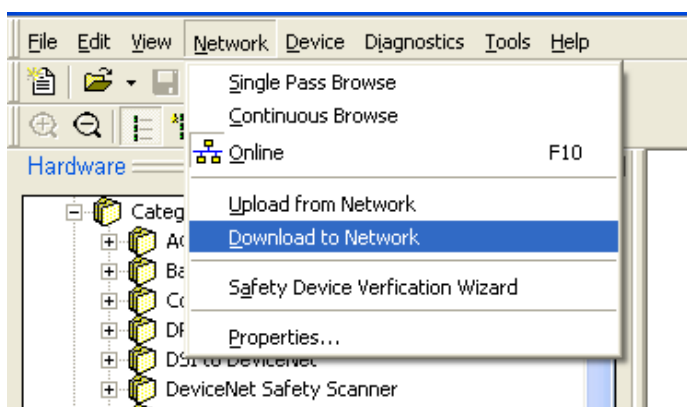 File Edit View Network Device Diagnostics Tools Help
Single Pass Browse
Continuous Browse
Online F10
Hardware
Upload from Network
Categ
Download to Network
Safety Device Verfication Wizard
Properties...
DeviceNet Safety Scanner